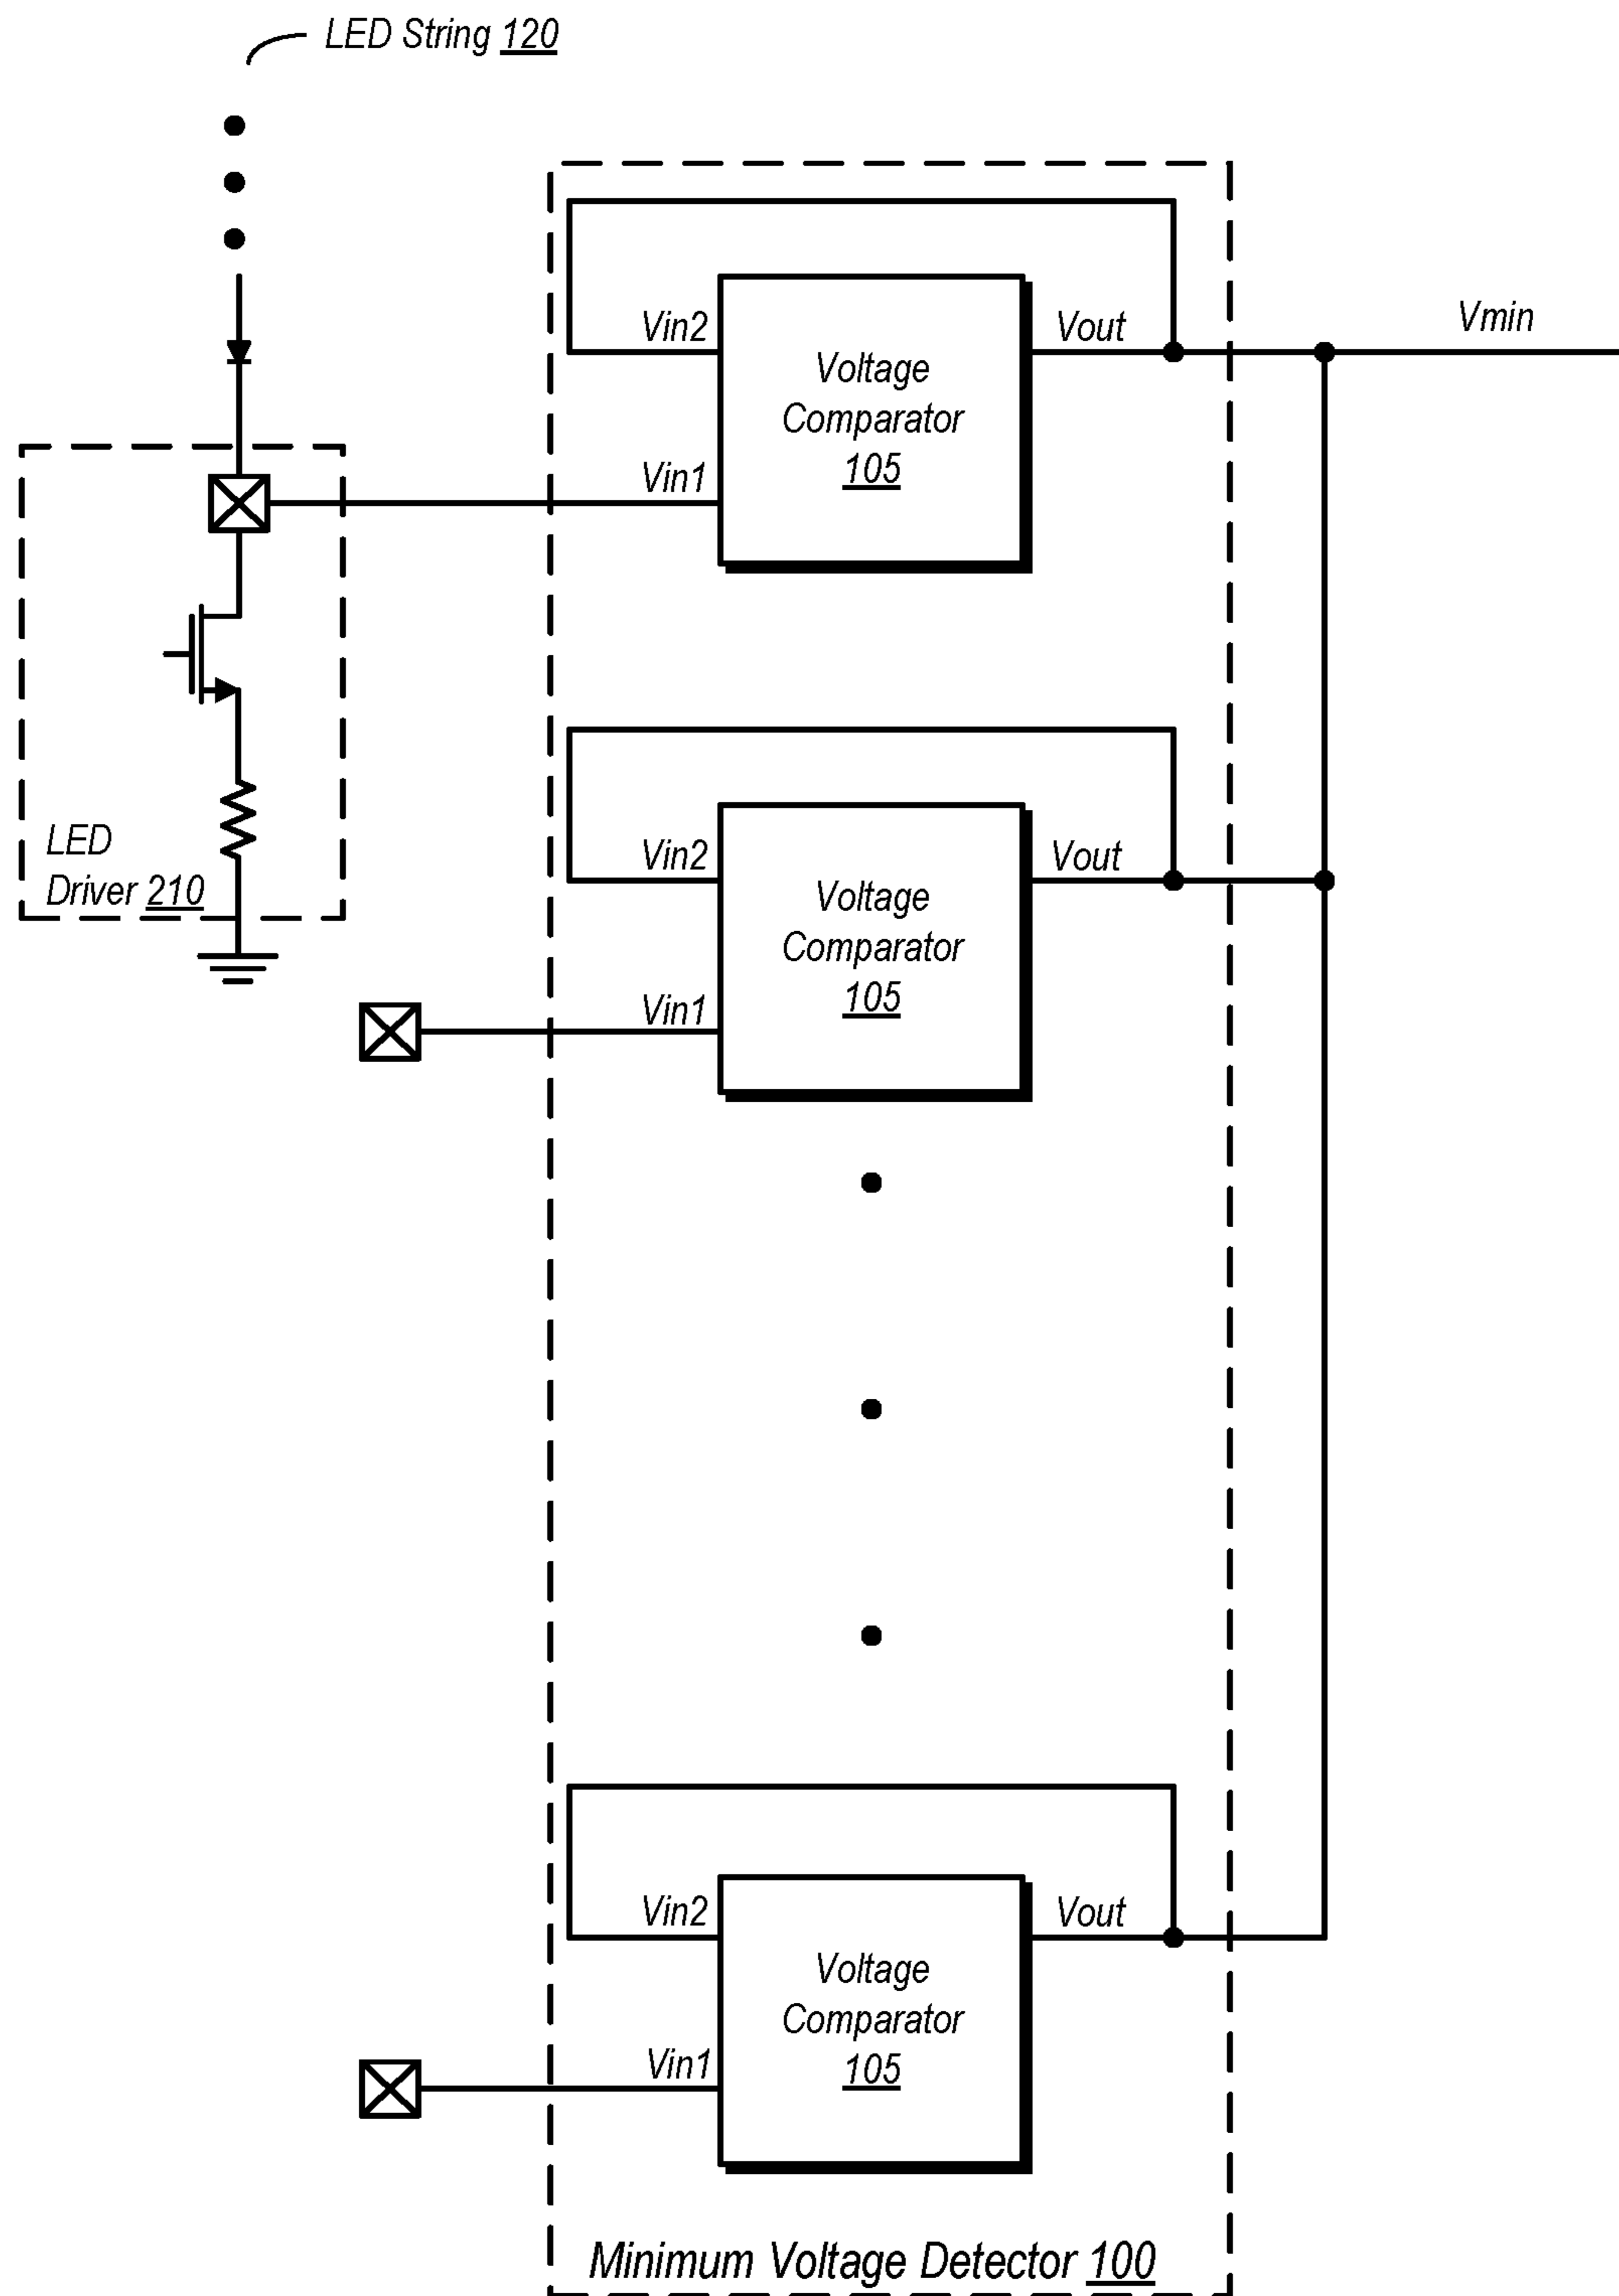 LED String 120
Vin2
Vout
Vmin
Voltage
Comparator
105
Vin1
LED
Driver 210
Vin2
Vout
Voltage
Comparator
105
Vin1
Vin2
Vout
Voltage
Comparator
105
Vin1
Minimum Voltage Detector 100